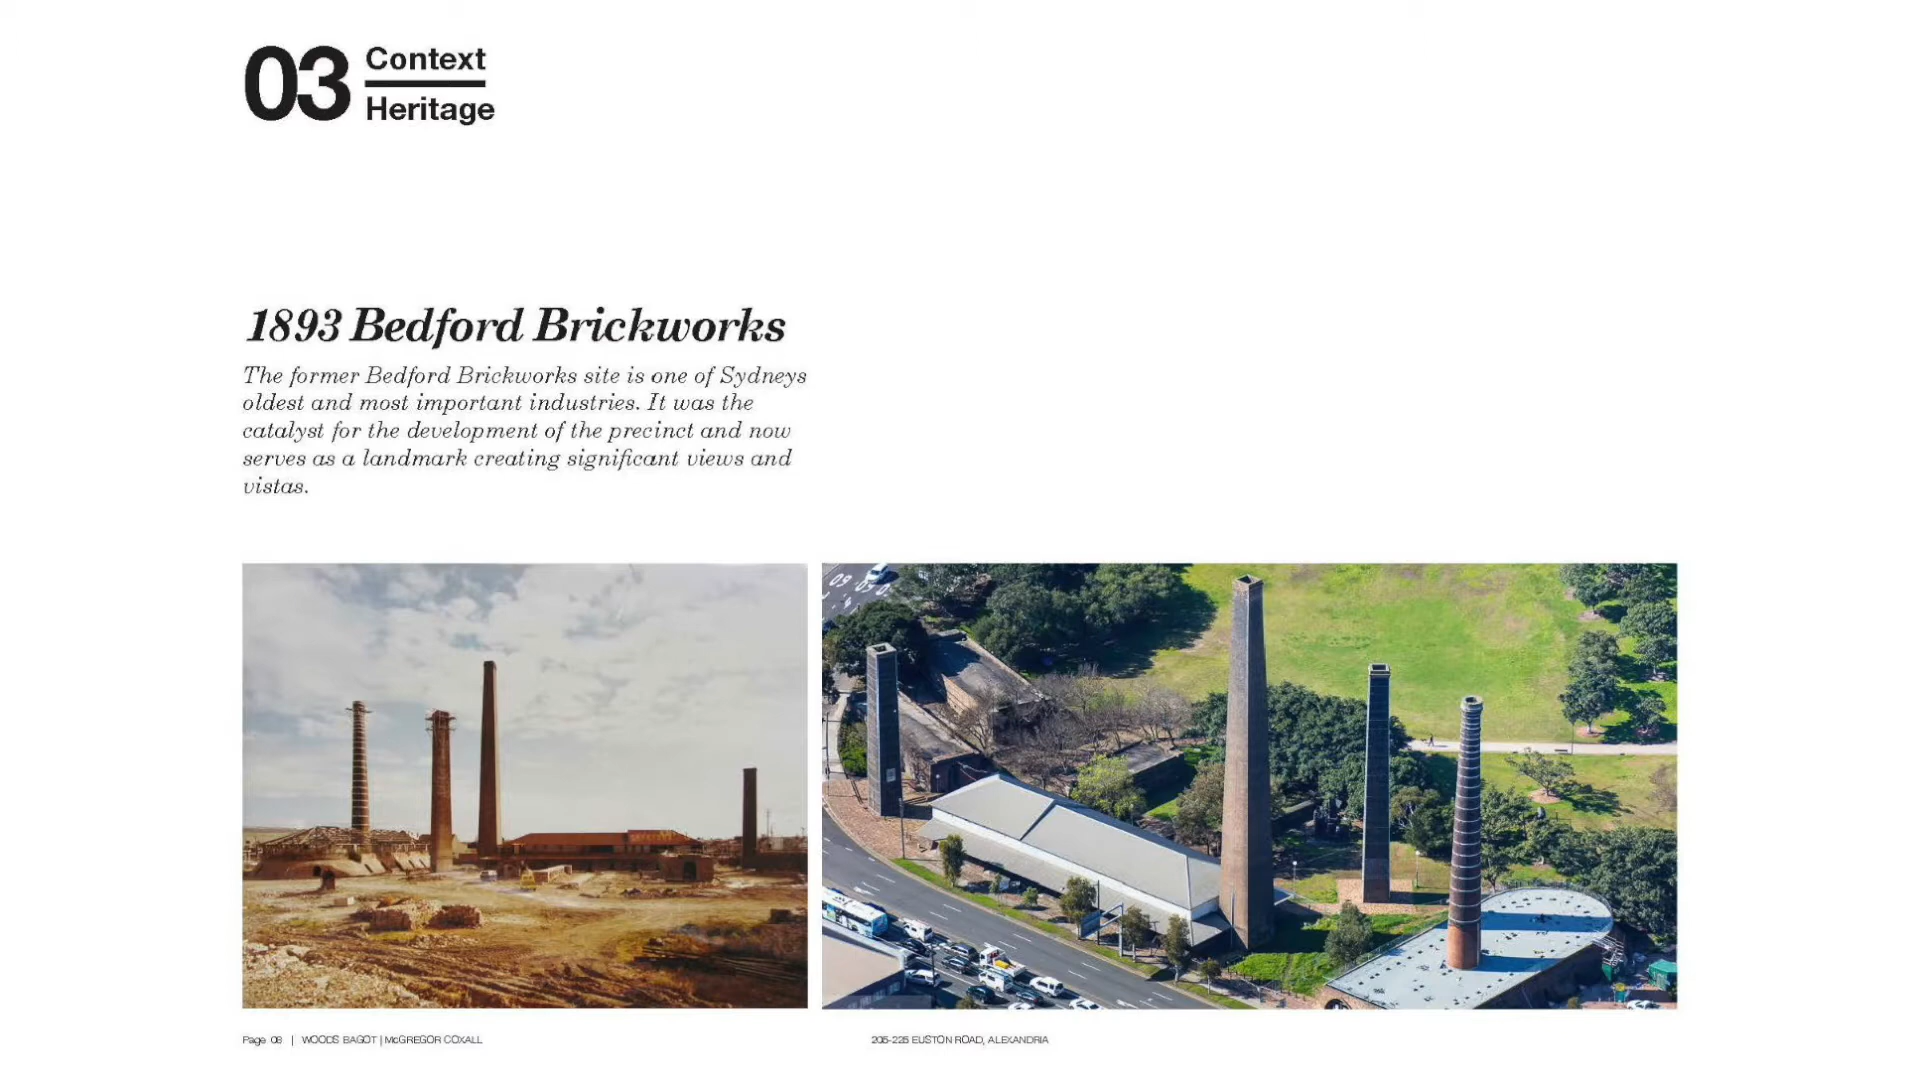 03
Context
Heritage
1893 Bedford Brickworks
The former Bedford Brickworks site is one of Sydneys
oldest and most important industries. It was the
catalyst for the development of the precinct and now
serves as a landmark creating significant views and
vistas.
Page 08 | WOODS BAGOT | McGREGOR COXALL
205-225 EUSTON ROAD, ALEXANDRIA